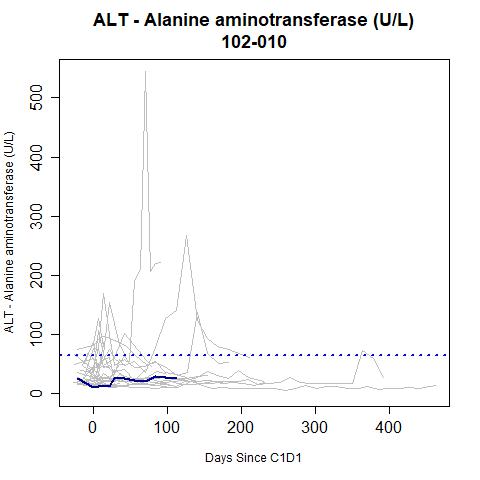 ALT - Alanine aminotransferase (U/L)
102-010
ALT - Alanine aminotransferase (U/L)
500
400
300
200
100
0
0 100 200 300 400
Days Since C1D1